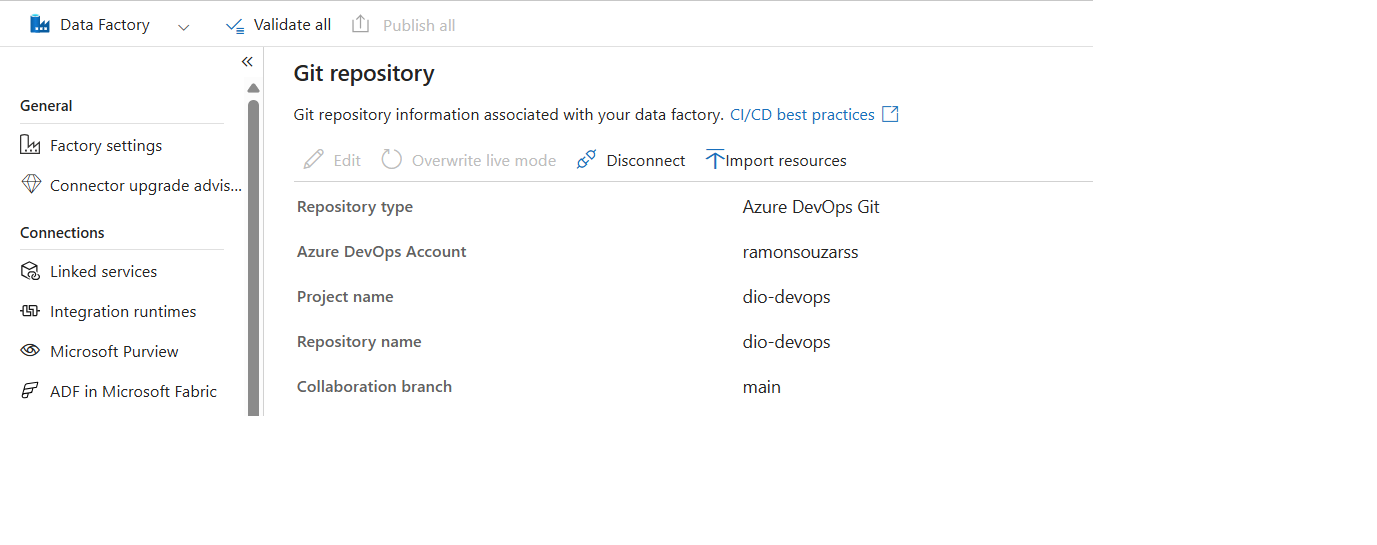 Data Factory
Validate all
Publish all
«
General
Factory settings
Connector upgrade advis...
Connections
Linked services
Integration runtimes
Microsoft Purview
ADF in Microsoft Fabric
Git repository
Git repository information associated with your data factory. CI/CD best practices
Edit Overwrite live mode Disconnect Import resources
Repository type Azure DevOps Git
Azure DevOps Account ramonsouzarss
Project name dio-devops
Repository name dio-devops
Collaboration branch main